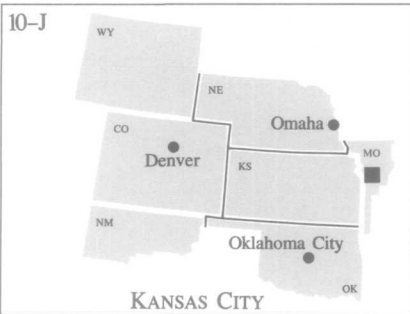 10–J
WY
NE
Omaha
CO
MO
Denver
KS
NM
Oklahoma City
OK
KANSAS CITY